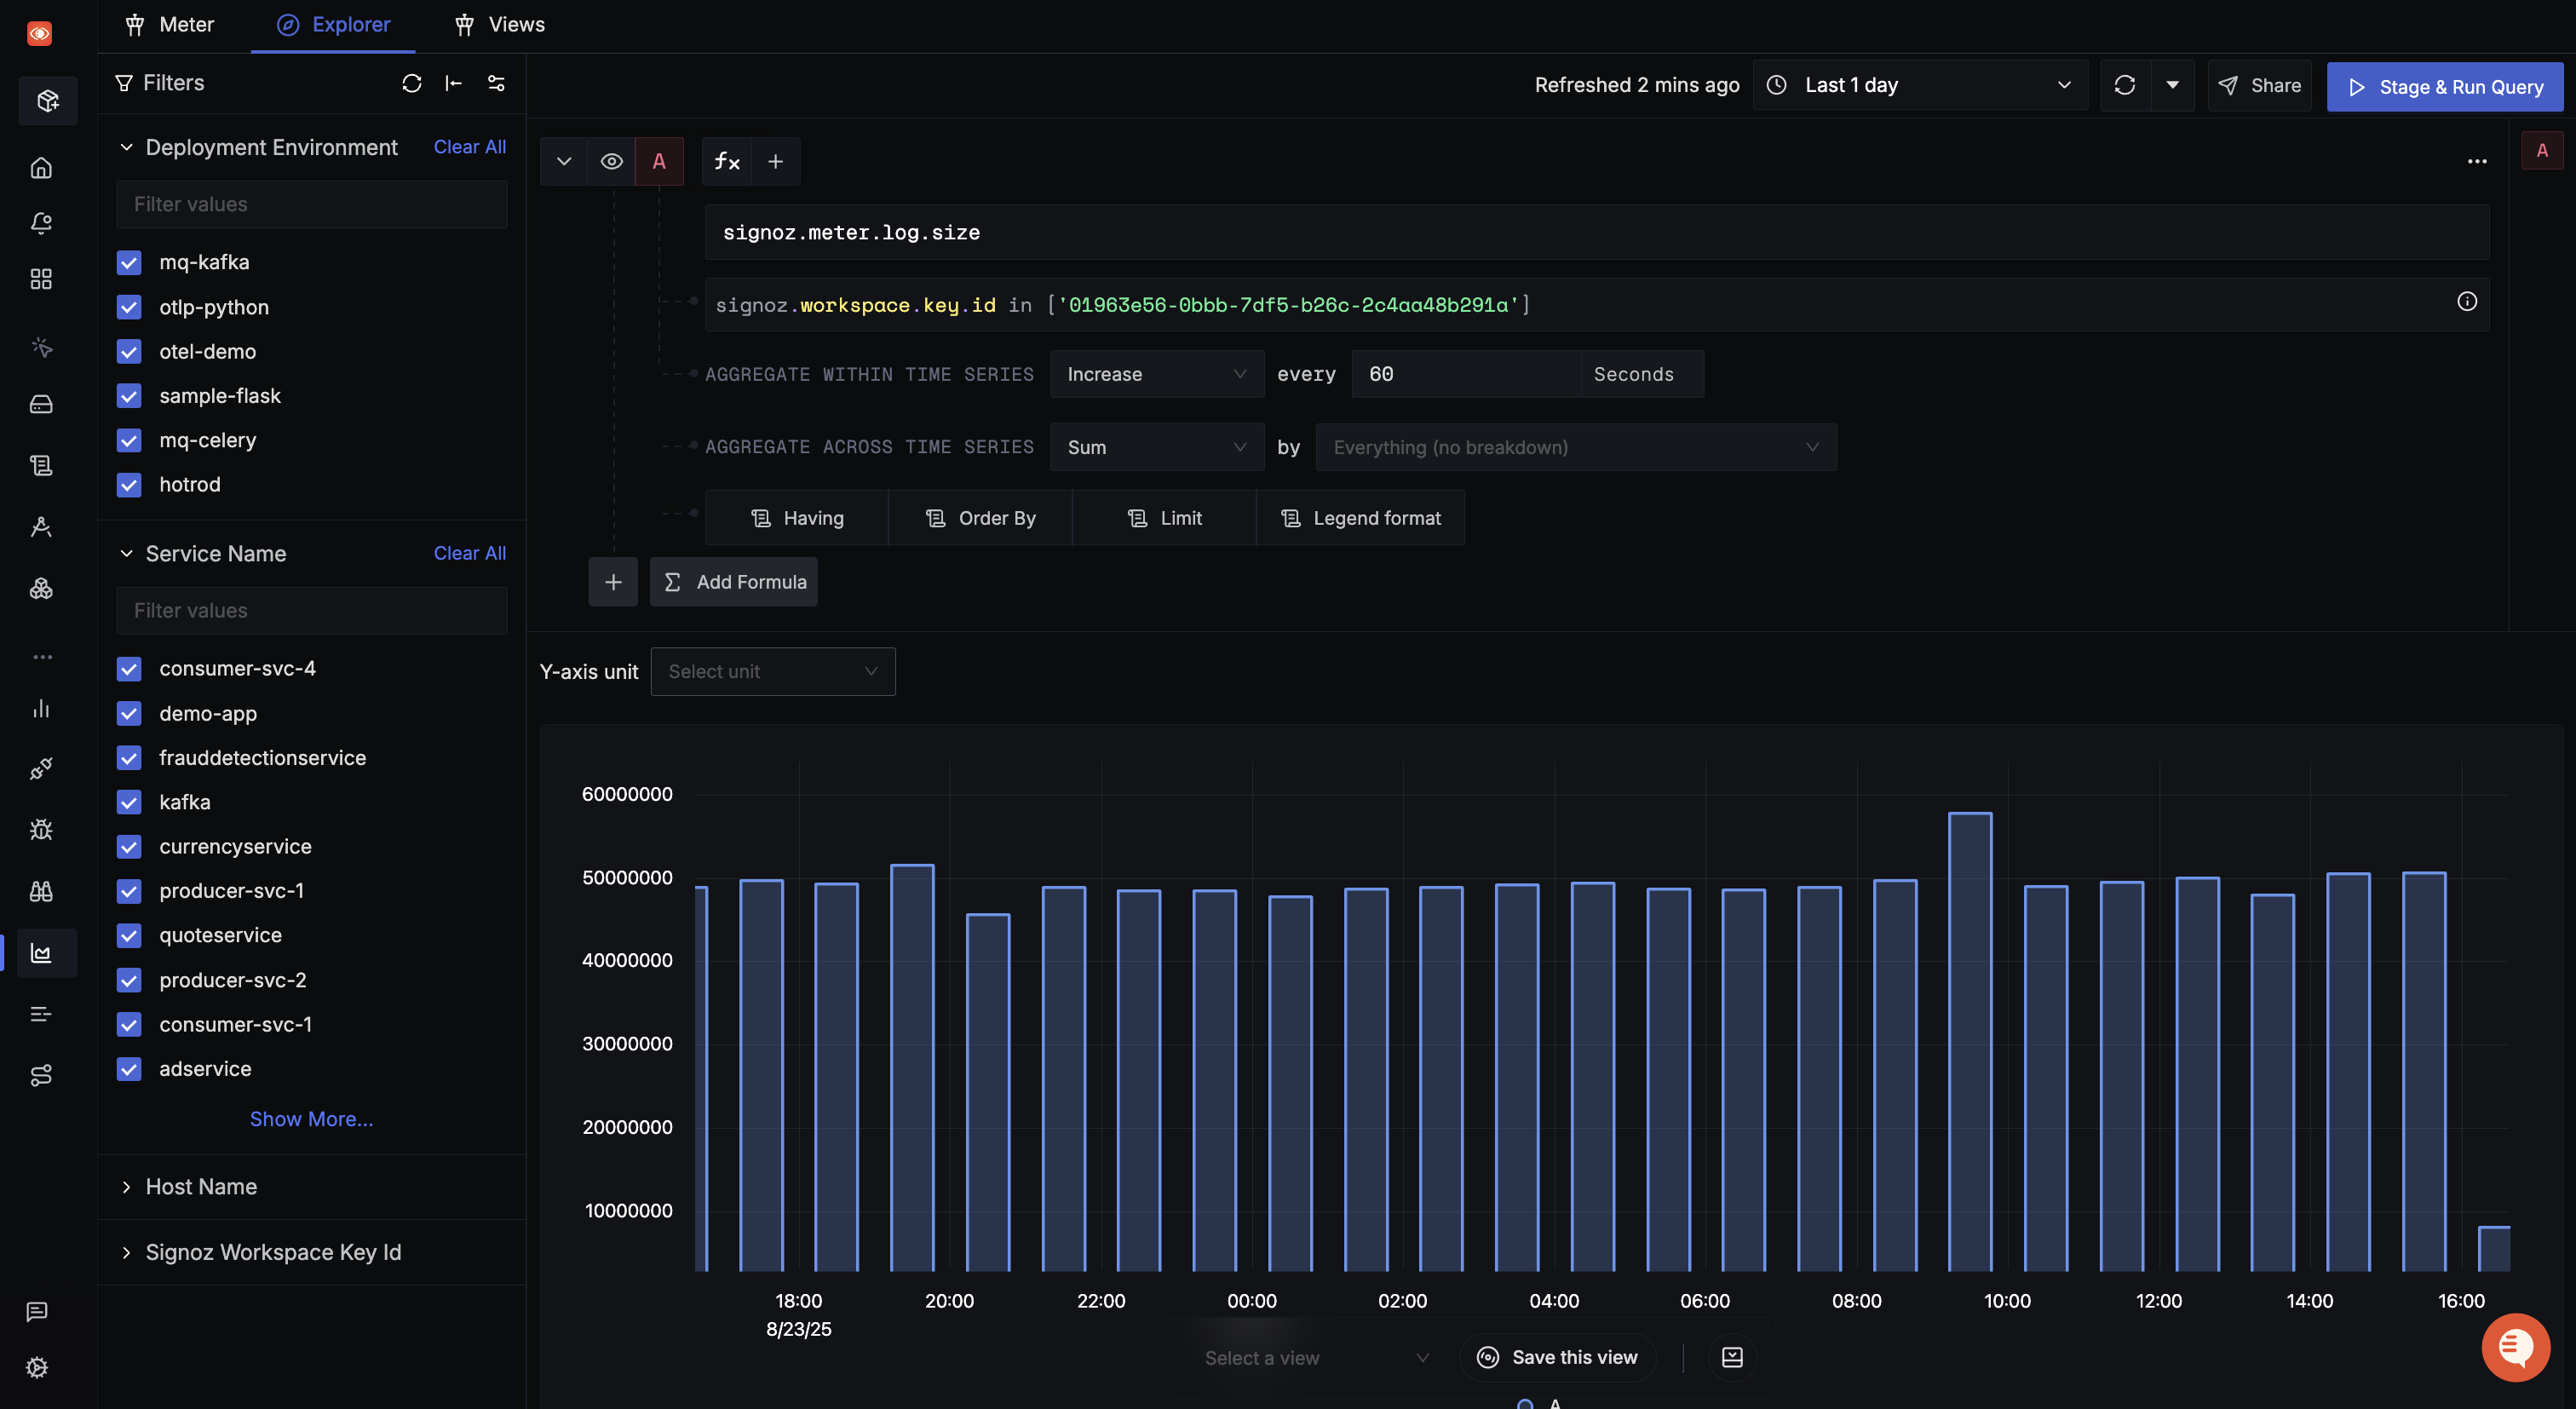 Meter
Explorer
Views
Filters
Deployment Environment
Clear All
Filter values
mq-kafka
otlp-python
otel-demo
sample-flask
mq-celery
hotrod
Service Name
Clear All
Filter values
consumer-svc-4
demo-app
frauddetectionservice
kafka
currencyservice
producer-svc-1
quoteservice
producer-svc-2
consumer-svc-1
adservice
Show More...
Host Name
Signoz Workspace Key Id
Refreshed 2 mins ago
Last 1 day
Share
Stage & Run Query
A
fx
A
signoz.meter.log.size
signoz.workspace.key.id in ['01963e56-0bbb-7df5-b26c-2c4aa48b291a']
AGGREGATE WITHIN TIME SERIES Increase every 60 Seconds
AGGREGATE ACROSS TIME SERIES Sum by Everything (no breakdown)
Having
Order By
Limit
Legend format
Add Formula
Y-axis unit Select unit
60000000
50000000
40000000
30000000
20000000
10000000
18:00 20:00 22:00 00:00 02:00 04:00 06:00 08:00 10:00 12:00 14:00 16:00
8/23/25
Select a view
Save this view
A